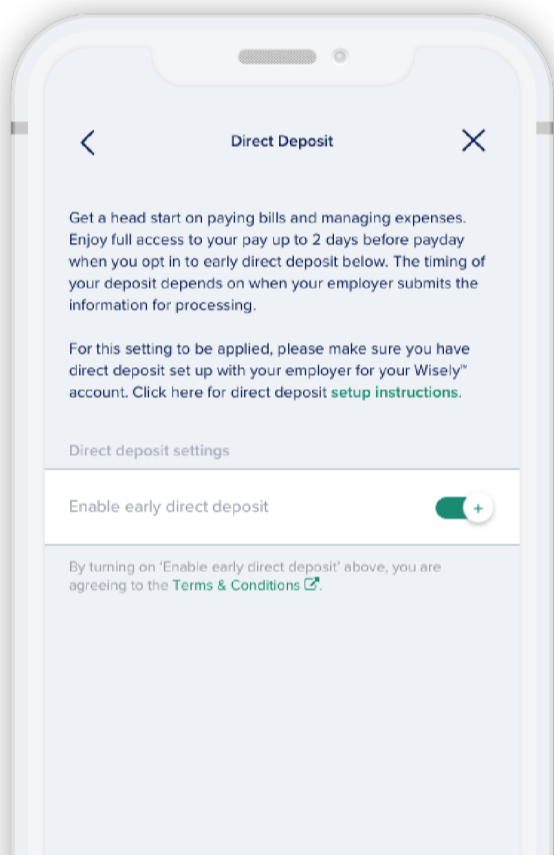 Direct Deposit
Get a head start on paying bills and managing expenses.
Enjoy full access to your pay up to 2 days before payday
when you opt in to early direct deposit below. The timing of
your deposit depends on when your employer submits the
information for processing.
For this setting to be applied, please make sure you have
direct deposit set up with your employer for your Wisely™
account. Click here for direct deposit setup instructions.
Direct deposit settings
Enable early direct deposit
By turning on 'Enable early direct deposit' above, you are
agreeing to the Terms & Conditions.